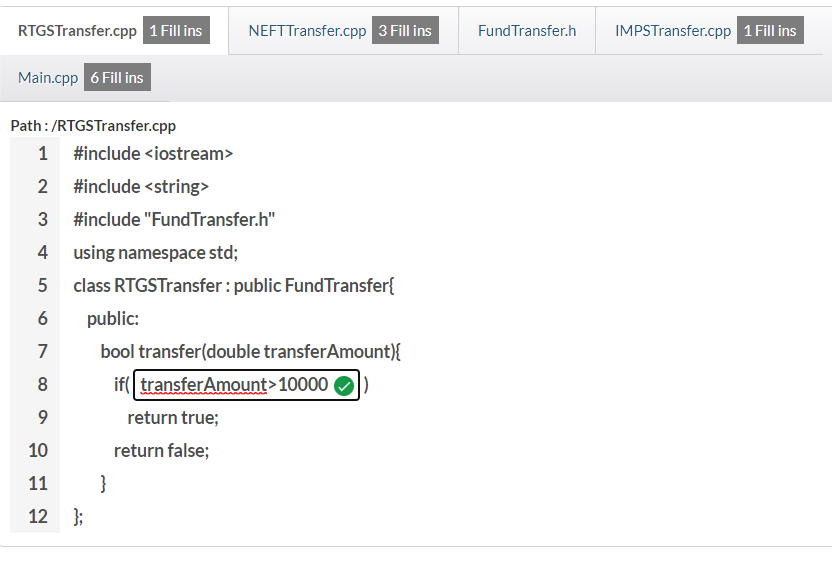 RTGSTransfer.cpp 1 Fill ins NEFTTransfer.cpp 3 Fill ins FundTransfer.h IMPSTransfer.cpp 1 Fill ins
Main.cpp 6 Fill ins
Path : /RTGSTransfer.cpp
1 #include <iostream>
2 #include <string>
3 #include "FundTransfer.h"
4 using namespace std;
5 class RTGSTransfer : public FundTransfer{
6 public:
7 bool transfer(double transferAmount){
8 if( transferAmount>10000 )
9 return true;
10 return false;
11 }
12 };